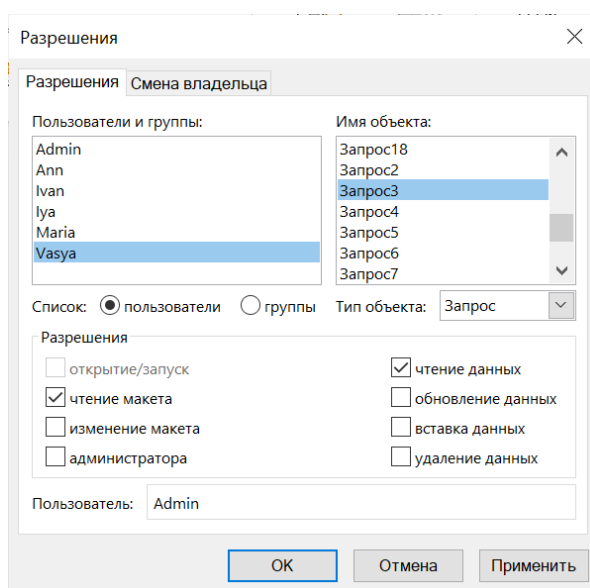 Разрешения
Разрешения Смена владельца
Пользователи и группы: Имя объекта:
Admin Запрос18
Ann Запрос2
Ivan Запрос3
Iya Запрос4
Maria Запрос5
Vasya Запрос6
Запрос7
Список: пользователи группы Тип объекта: Запрос
Разрешения
открытие/запуск чтение данных
чтение макета обновление данных
изменение макета вставка данных
администратора удаление данных
Пользователь: Admin
OK Отмена Применить